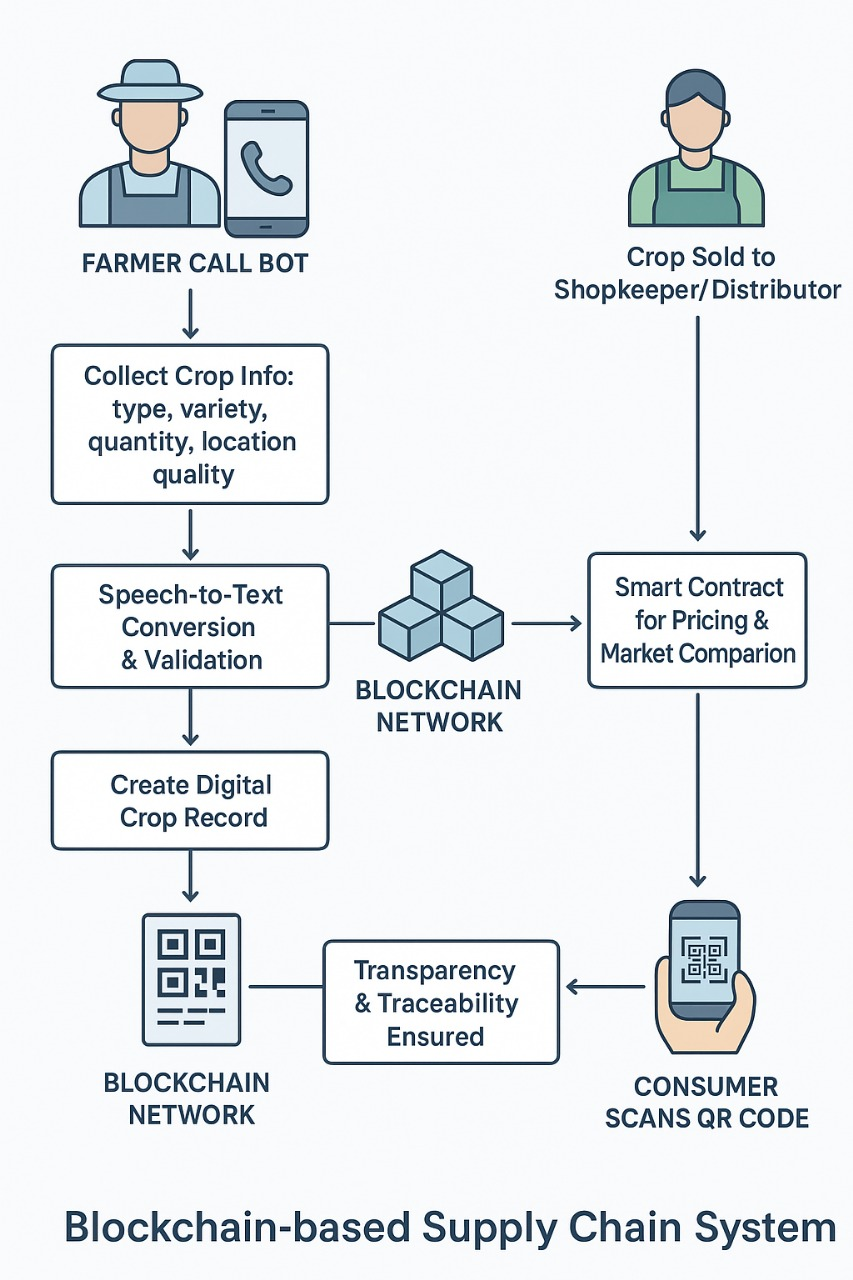 FARMER CALL BOT
Crop Sold to
Shopkeeper/Distributor
Collect Crop Info:
type, variety,
quantity, location
quality
Speech-to-Text
Conversion
& Validation
BLOCKCHAIN
NETWORK
Smart Contract
for Pricing &
Market Comparion
Create Digital
Crop Record
Transparency
& Traceability
Ensured
BLOCKCHAIN
NETWORK
CONSUMER
SCANS QR CODE
Blockchain-based Supply Chain System